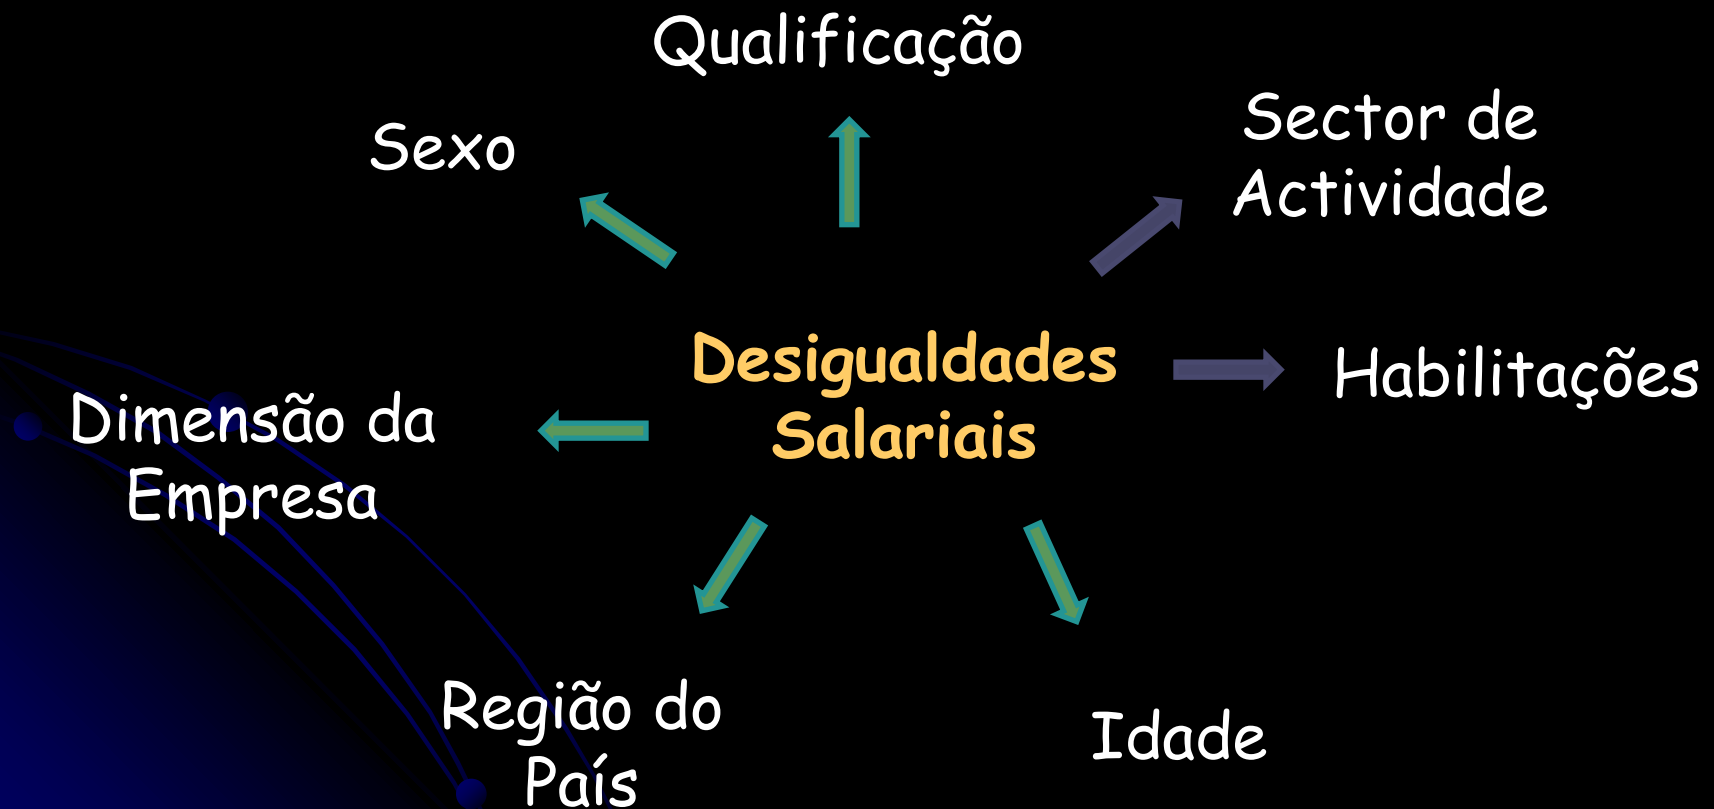 Qualificação
Sexo
Sector de
Actividade
Desigualdades
Salariais
Habilitações
Dimensão da
Empresa
Região do
País
Idade